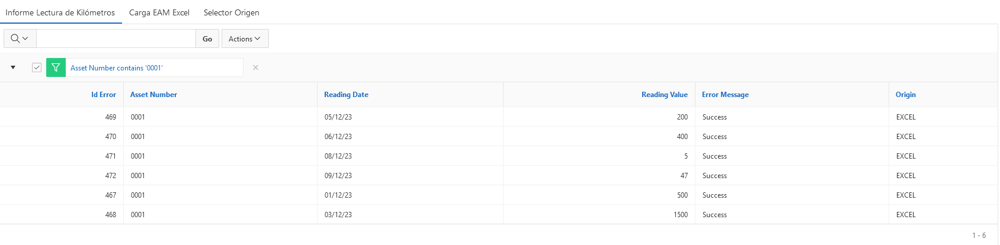 Informe Lectura de Kilómetros Carga EAM Excel Selector Origen
Go Actions
Asset Number contains '0001'
Id Error Asset Number Reading Date Reading Value Error Message Origin
469 0001 05/12/23 200 Success EXCEL
470 0001 06/12/23 400 Success EXCEL
471 0001 08/12/23 5 Success EXCEL
472 0001 09/12/23 47 Success EXCEL
467 0001 01/12/23 500 Success EXCEL
468 0001 03/12/23 1500 Success EXCEL
1 - 6